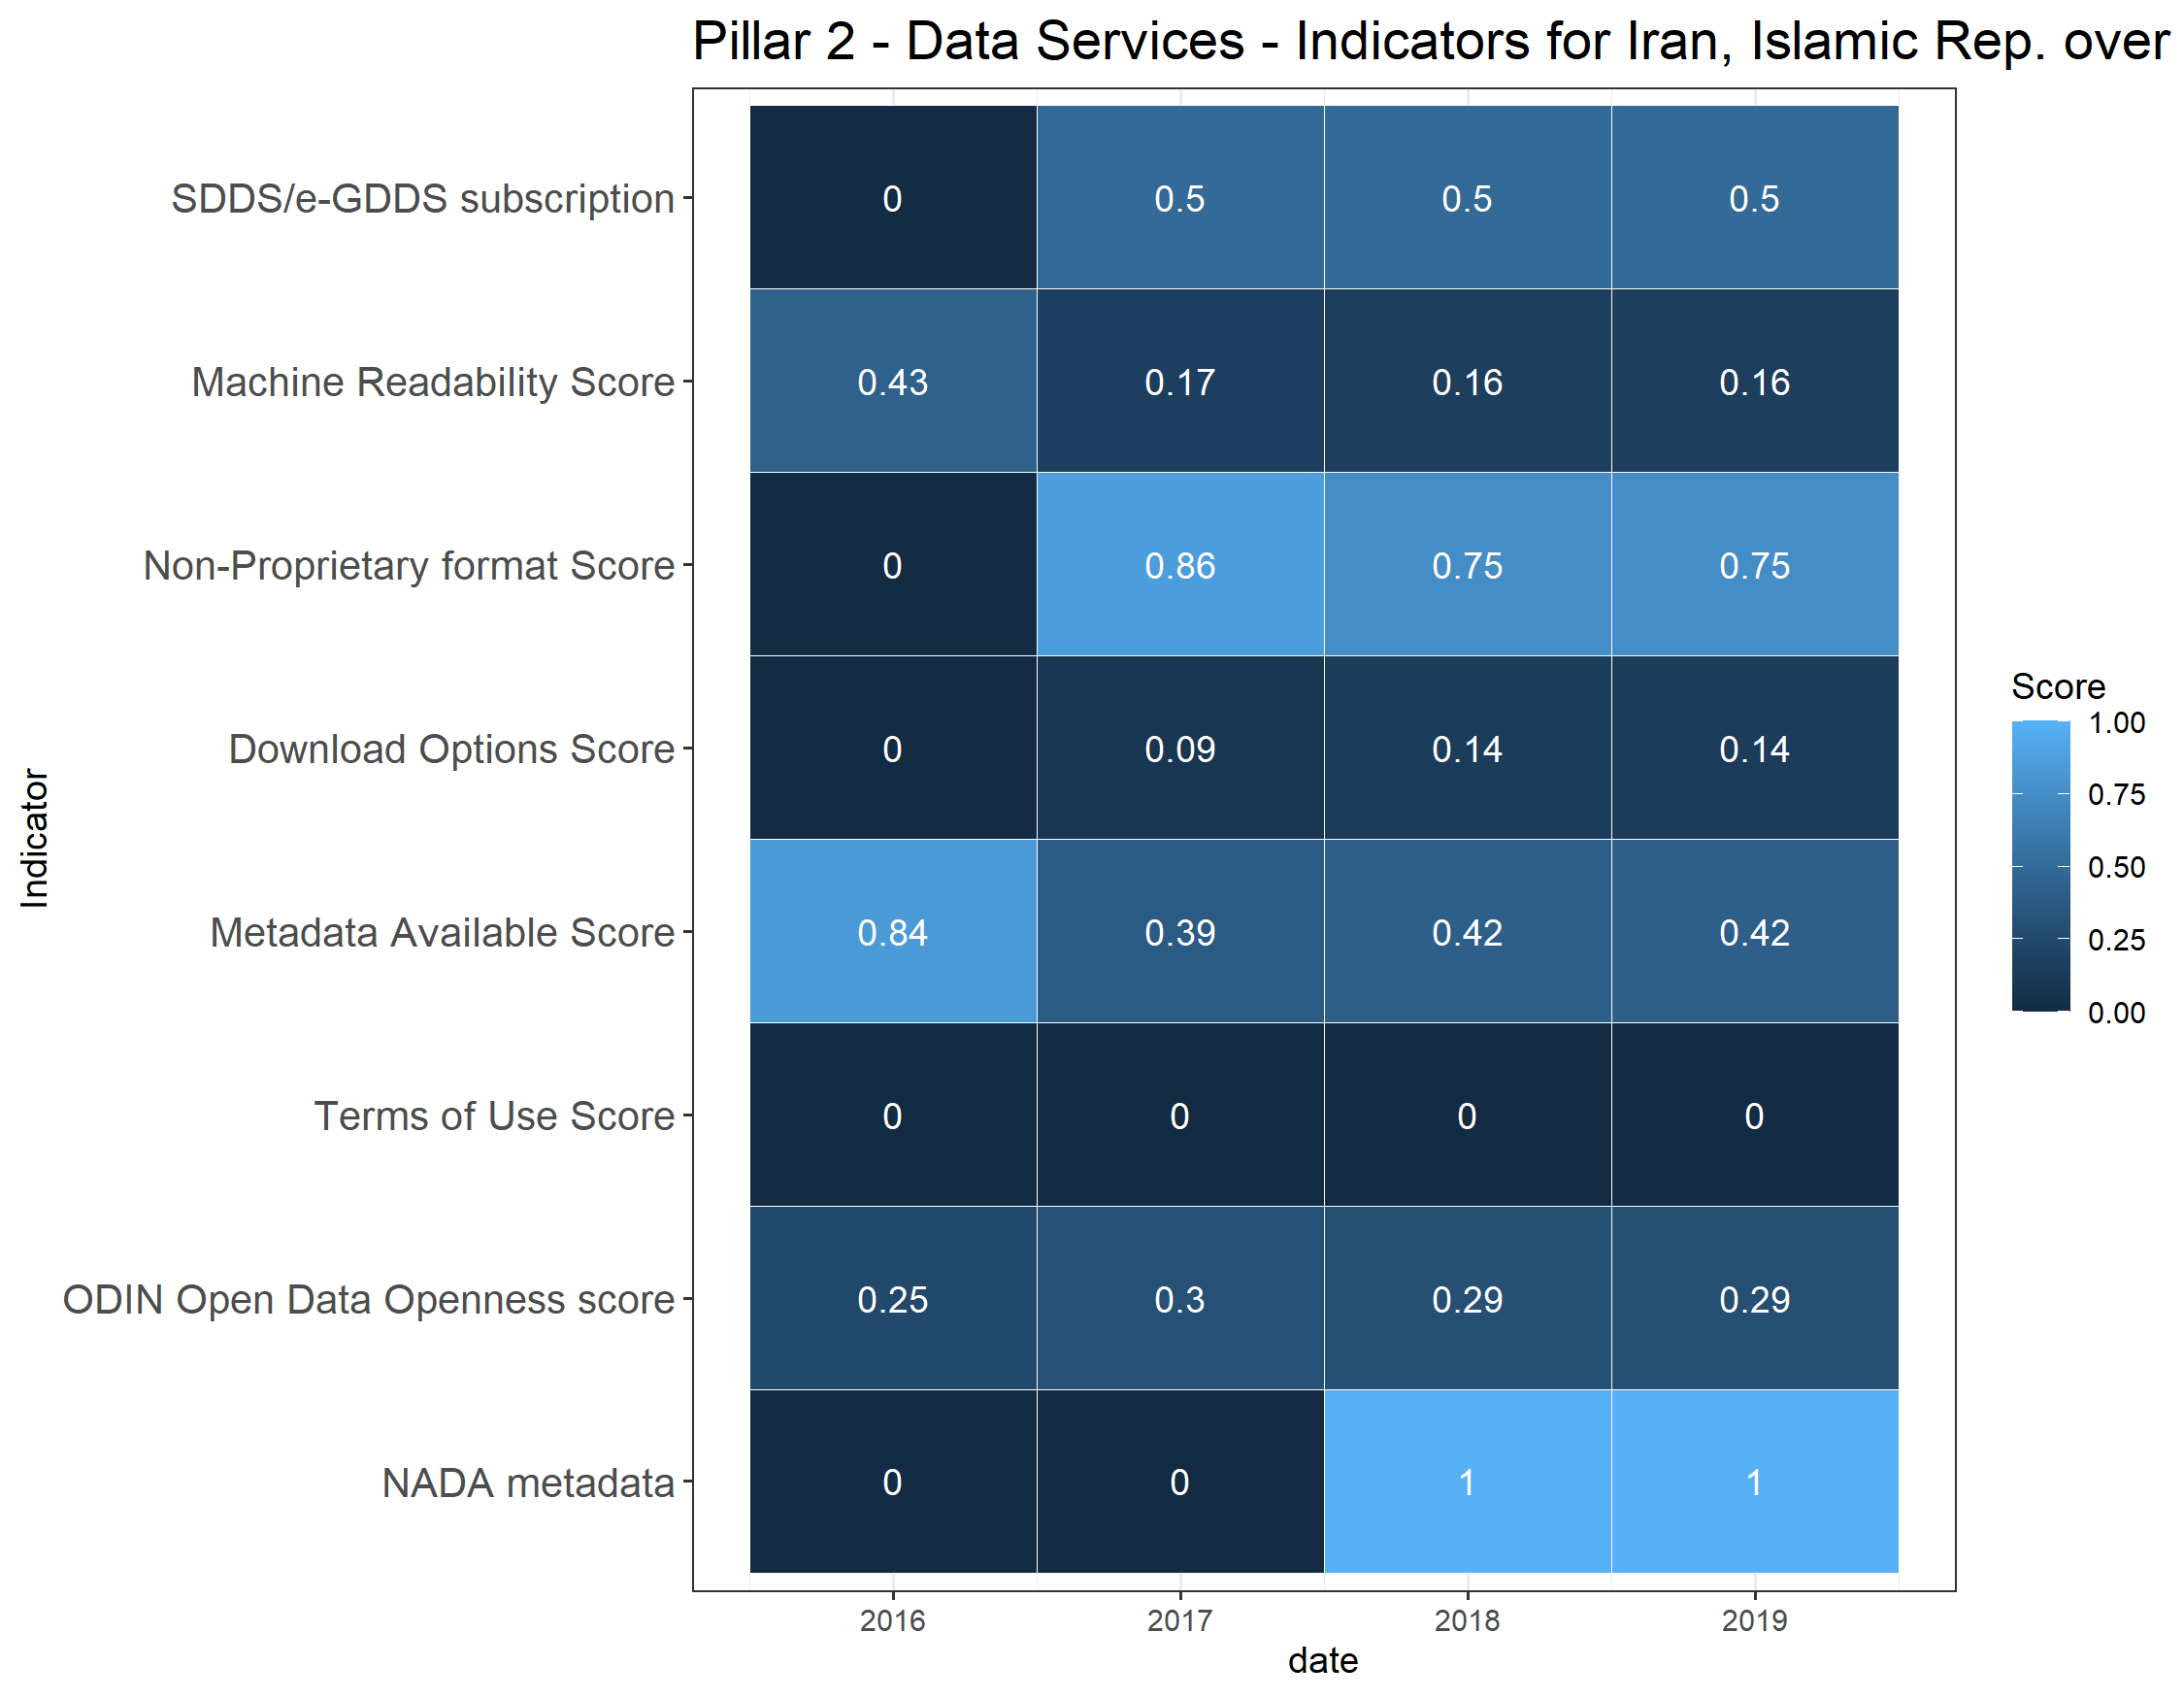 Pillar 2 - Data Services - Indicators for Iran, Islamic Rep. over
SDDS/e-GDDS subscription 0 0.5 0.5 0.5
Machine Readability Score 0.43 0.17 0.16 0.16
Non-Proprietary format Score 0 0.86 0.75 0.75
Download Options Score 0 0.09 0.14 0.14
Metadata Available Score 0.84 0.39 0.42 0.42
Terms of Use Score 0 0 0 0
ODIN Open Data Openness score 0.25 0.3 0.29 0.29
NADA metadata 0 0 1 1
2016 2017 2018 2019
date
Indicator
Score
1.00
0.75
0.50
0.25
0.00